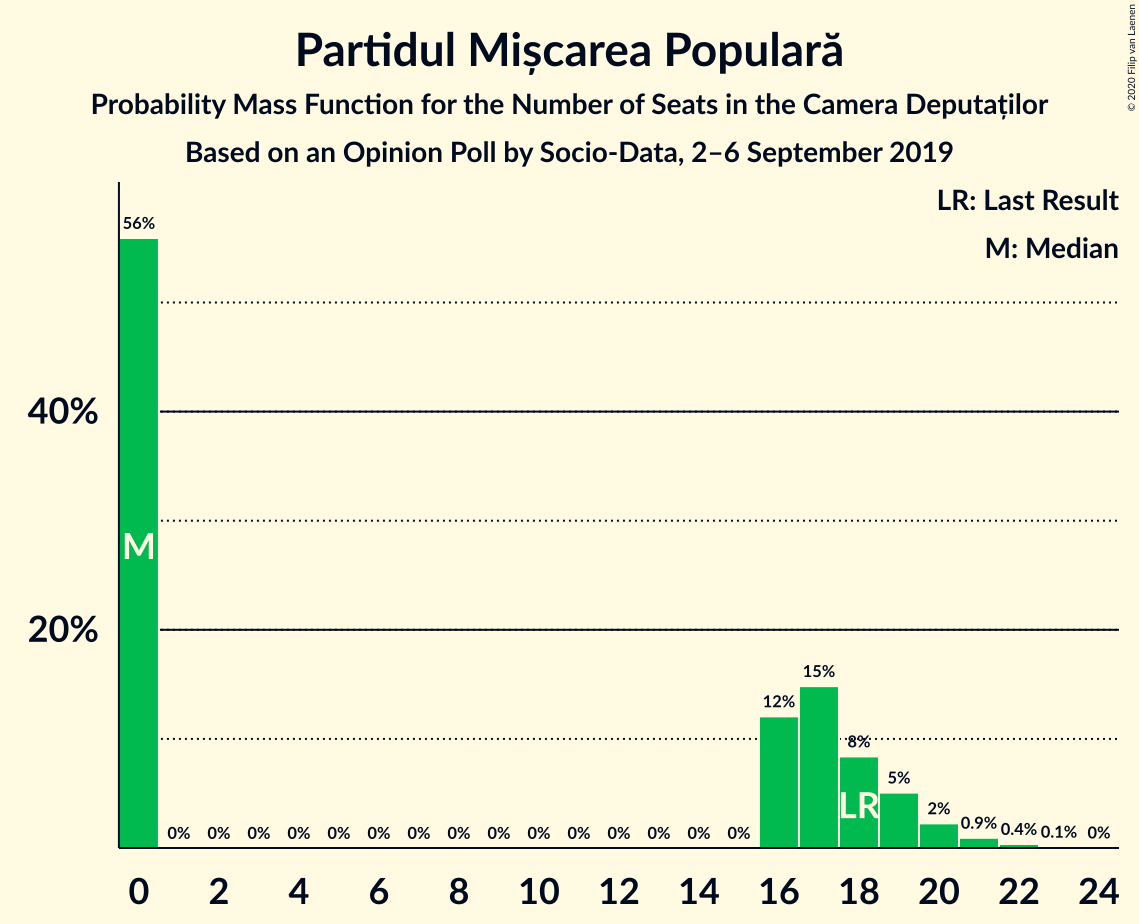 Partidul Mișcarea Populară
Probability Mass Function for the Number of Seats in the Camera Deputaților
Based on an Opinion Poll by Socio-Data, 2–6 September 2019
© 2020 Filip van Laenen
LR: Last Result
M: Median
56%
40%
20%
M
0% 0% 0% 0% 0% 0% 0% 0% 0% 0% 0% 0% 0% 0% 0% 12% 15% 8% 5% 2% 0.9% 0.4% 0.1% 0%
LR
0 2 4 6 8 10 12 14 16 18 20 22 24